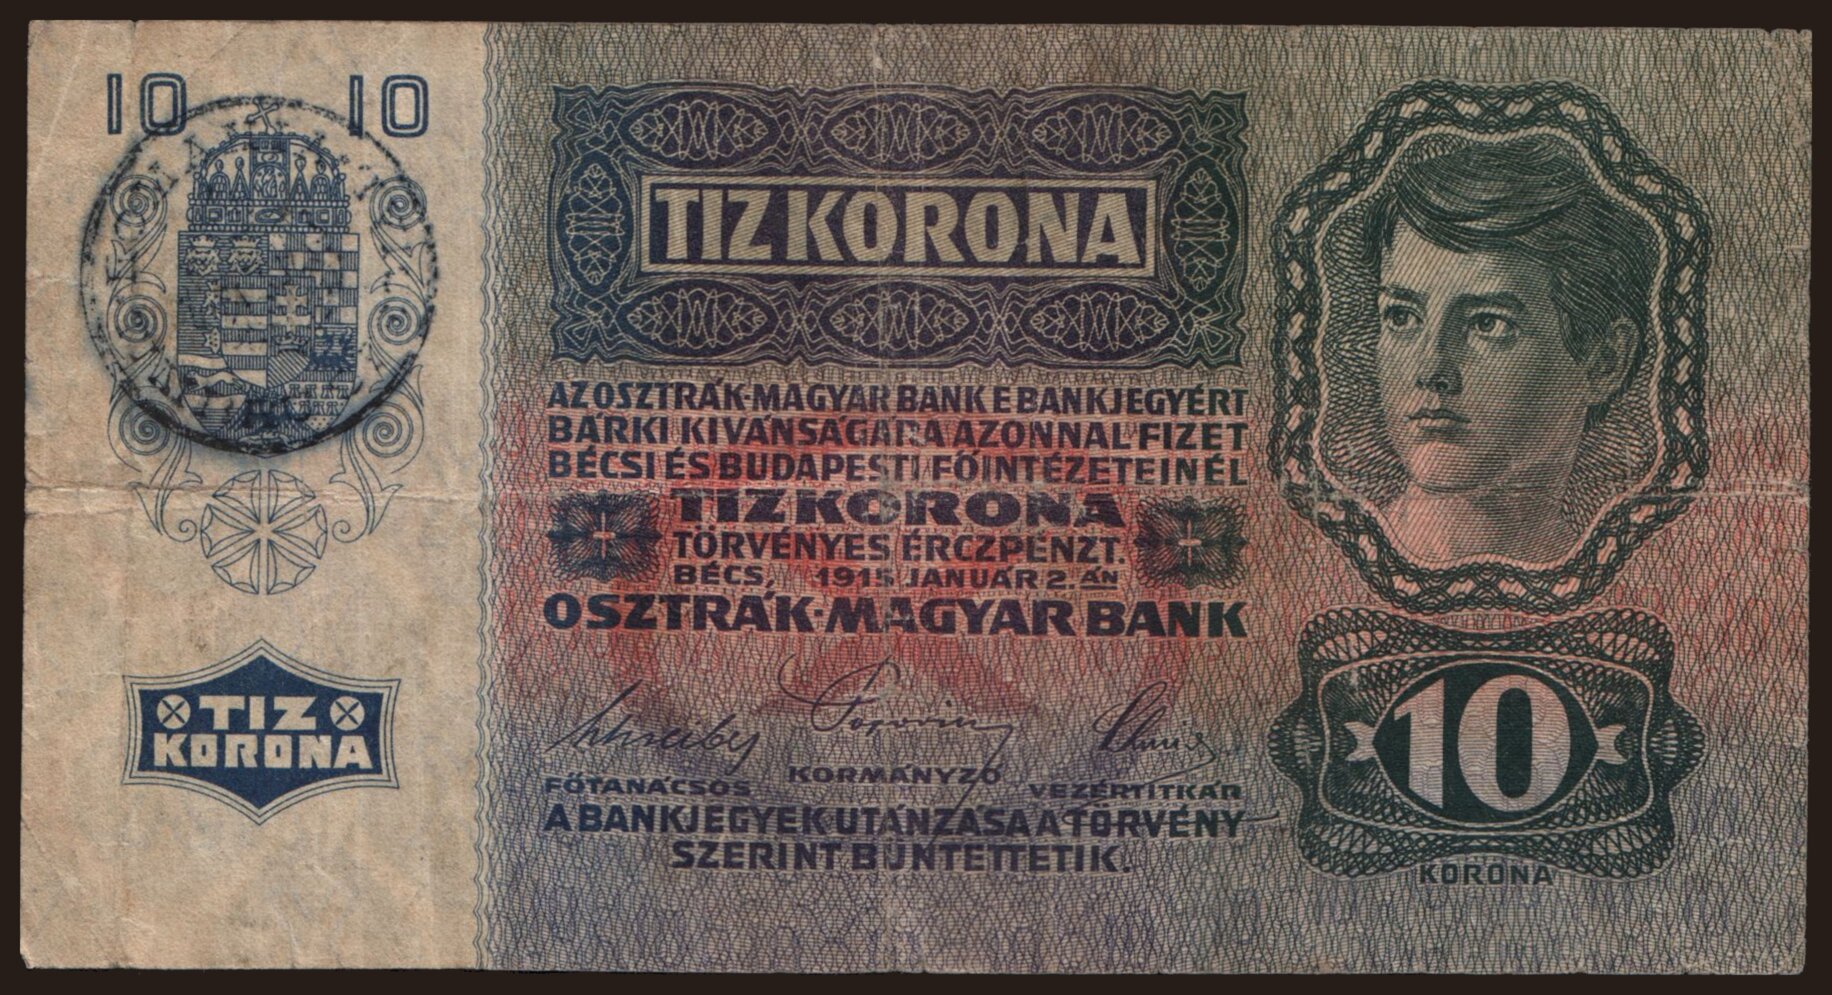 10 10
TIZ KORONA
AZ OSZTRÁK-MAGYAR BANK E BANKJEGYÉRT
BÁRKI KIVÁNSÁGÁRA AZONNAL FIZET
BÉCSI ÉS BUDAPESTI FŐINTÉZETEINÉL
TIZ KORONA
TÖRVÉNYES ÉRCZPÉNZT.
BÉCS, 1915 JANUÁR 2.ÁN
OSZTRÁK-MAGYAR BANK
FŐTANÁCSOS KORMÁNYZÓ VEZÉRTITKÁR
A BANKJEGYEK UTÁNZÁSA A TÖRVÉNY
SZERINT BÜNTETTETIK.
TIZ
KORONA
10
KORONA